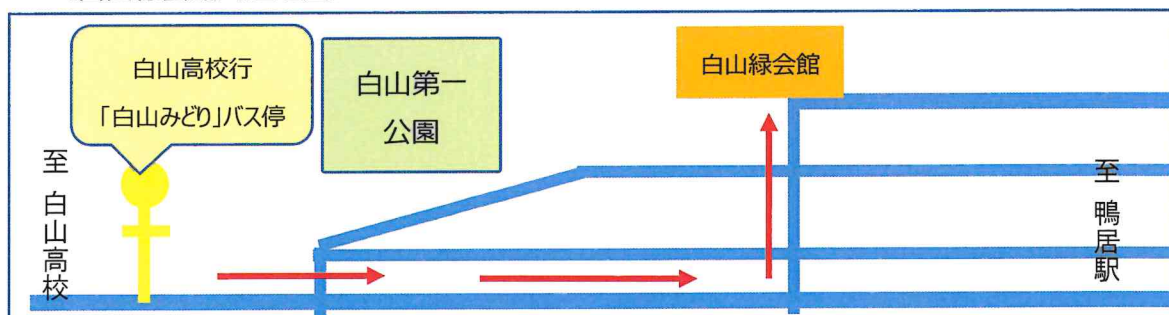 白山高校行
「白山みどり」バス停
白山第一
公園
白山緑会館
至 白山高校
至 鴨居駅